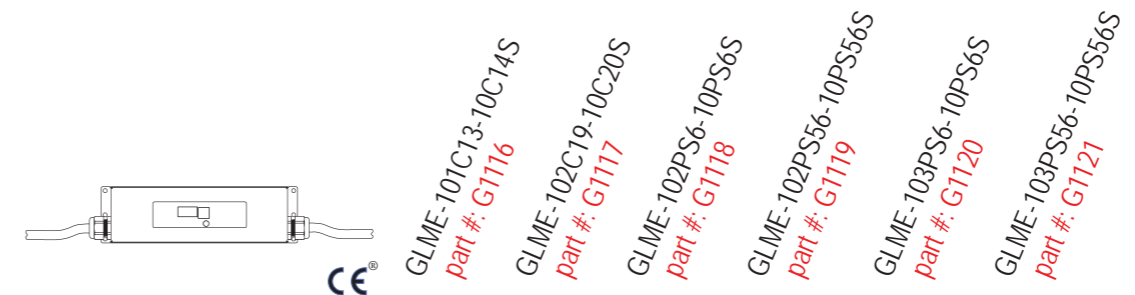 CE®
GLME-101C13-10C14S
part #: G1116
GLME-102C19-10C20S
part #: G1117
GLME-102PS6-10PS6S
part #: G1118
GLME-102PS56-10PS56S
part #: G1119
GLME-103PS6-10PS6S
part #: G1120
GLME-103PS56-10PS56S
part #: G1121